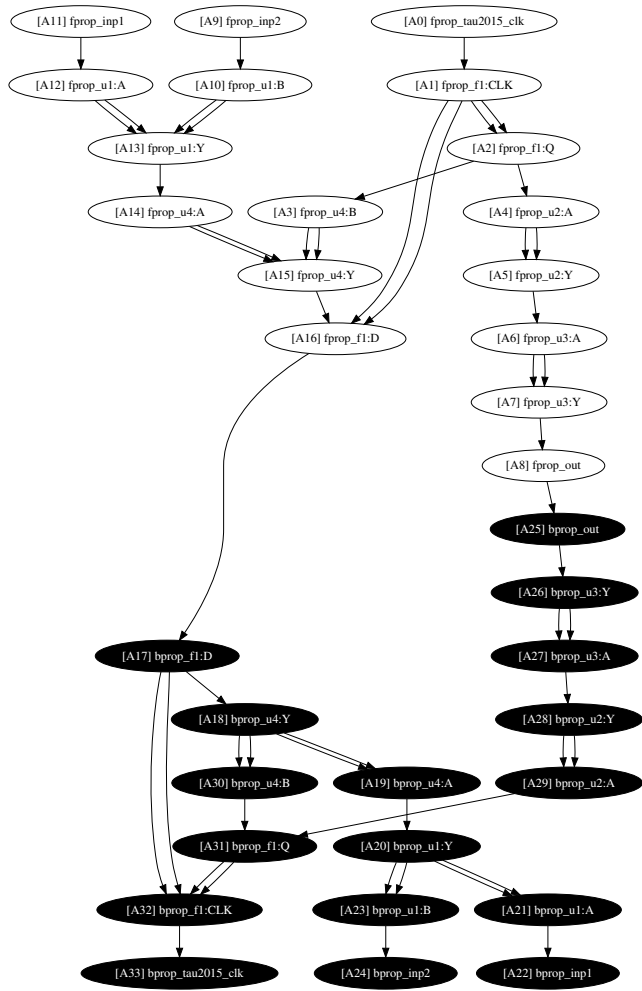 [A11] fprop_inp1
[A9] fprop_inp2
[A0] fprop_tau2015_clk
[A12] fprop_u1:A
[A10] fprop_u1:B
[A1] fprop_f1:CLK
[A13] fprop_u1:Y
[A2] fprop_f1:Q
[A14] fprop_u4:A
[A3] fprop_u4:B
[A4] fprop_u2:A
[A15] fprop_u4:Y
[A5] fprop_u2:Y
[A16] fprop_f1:D
[A6] fprop_u3:A
[A7] fprop_u3:Y
[A8] fprop_out
[A25] bprop_out
[A26] bprop_u3:Y
[A17] bprop_f1:D
[A27] bprop_u3:A
[A18] bprop_u4:Y
[A28] bprop_u2:Y
[A30] bprop_u4:B
[A19] bprop_u4:A
[A29] bprop_u2:A
[A31] bprop_f1:Q
[A20] bprop_u1:Y
[A32] bprop_f1:CLK
[A23] bprop_u1:B
[A21] bprop_u1:A
[A33] bprop_tau2015_clk
[A24] bprop_inp2
[A22] bprop_inp1